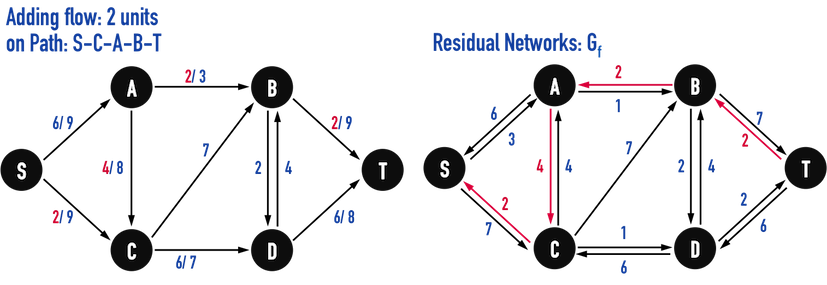 Adding flow: 2 units
on Path: S-C-A-B-T
Residual Networks: Gf
A
2/ 3
B
6/ 9
4/ 8
7
2
4
2/9
S
T
2/9
6/ 8
C
6/ 7
D
2
A
1
B
6
3
4
4
7
2
4
7
2
S
T
2
7
2
6
C
1
6
D